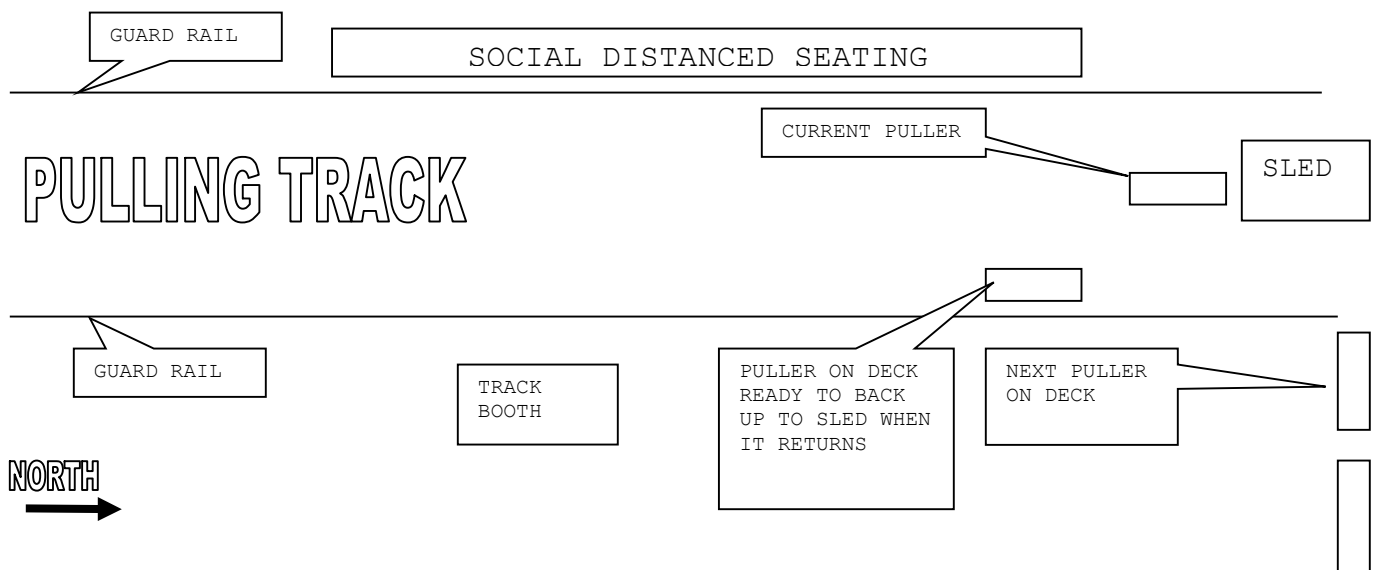 GUARD RAIL
SOCIAL DISTANCED SEATING
CURRENT PULLER
SLED
PULLING TRACK
GUARD RAIL
TRACK
BOOTH
PULLER ON DECK
READY TO BACK
UP TO SLED WHEN
IT RETURNS
NEXT PULLER
ON DECK
NORTH